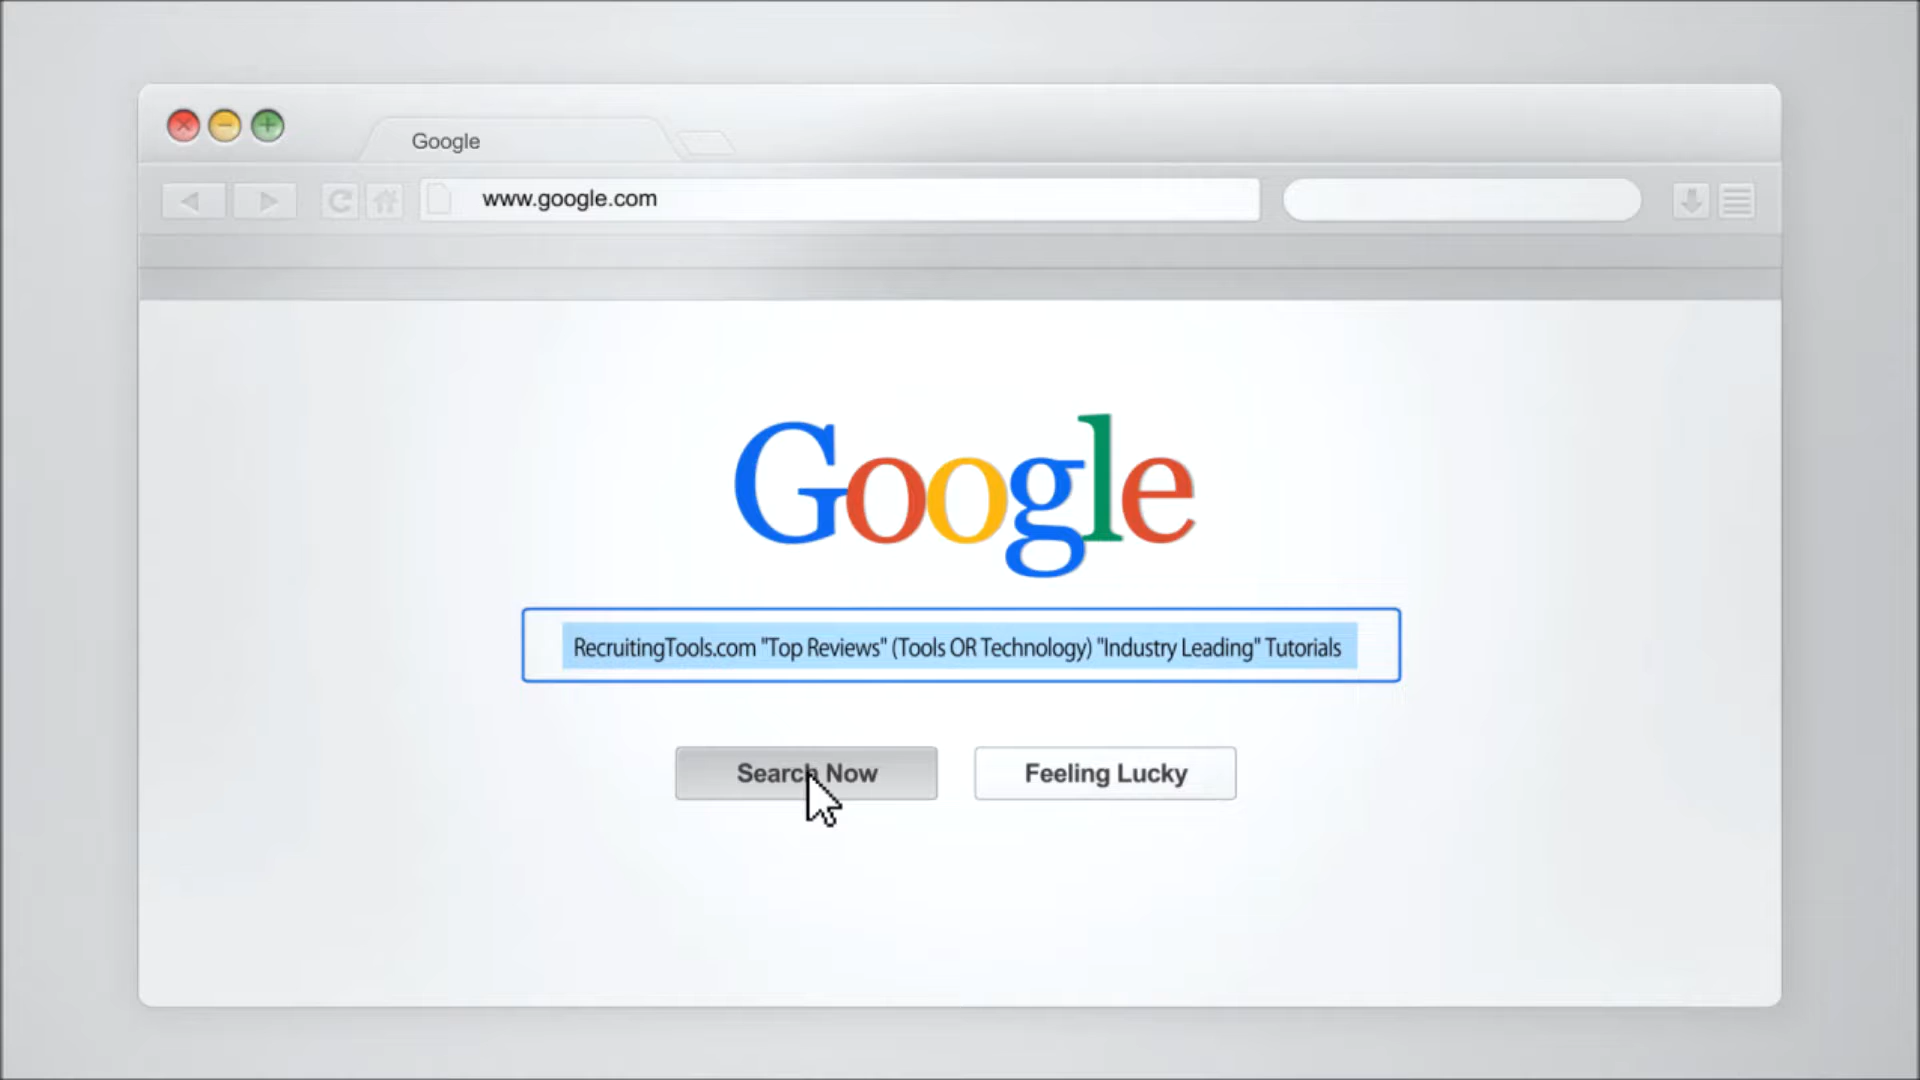 Google
www.google.com
Google
RecruitingTools.com "Top Reviews" (Tools OR Technology) "Industry Leading" Tutorials
Search Now
Feeling Lucky